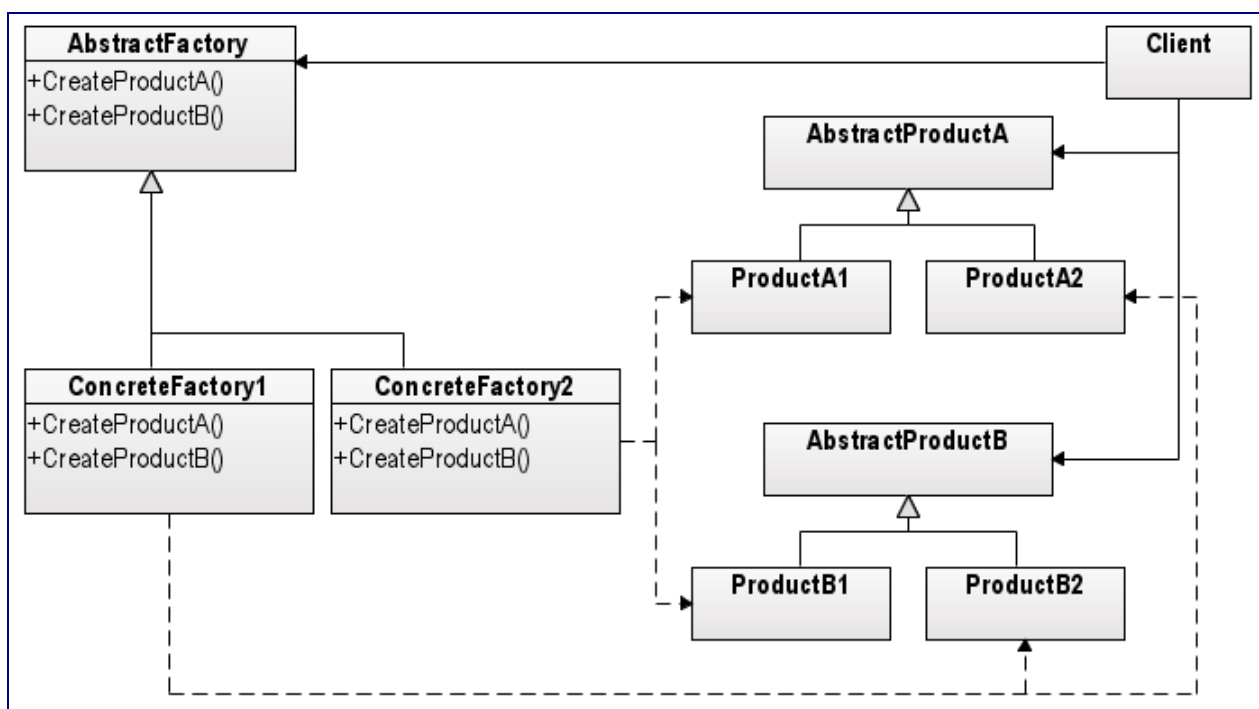 AbstractFactory
+CreateProductA()
+CreateProductB()
Client
AbstractProductA
ProductA1
ProductA2
ConcreteFactory1
+CreateProductA()
+CreateProductB()
ConcreteFactory2
+CreateProductA()
+CreateProductB()
AbstractProductB
ProductB1
ProductB2